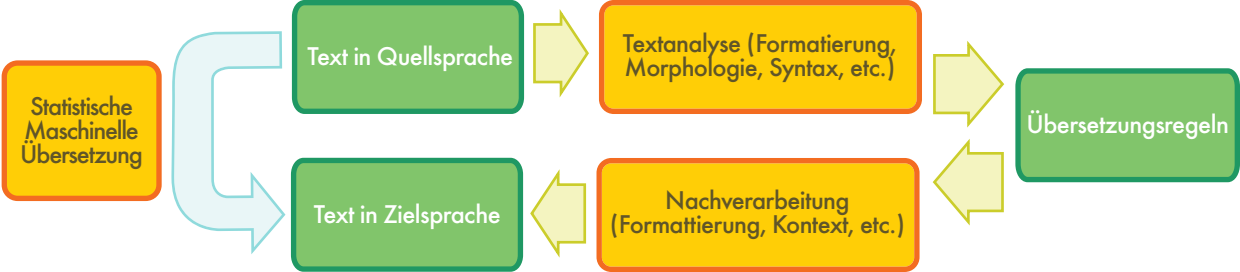 Statistische
Maschinelle
Übersetzung
Text in Quellsprache
Textanalyse (Formatierung,
Morphologie, Syntax, etc.)
Übersetzungsregeln
Nachverarbeitung
(Formattierung, Kontext, etc.)
Text in Zielsprache